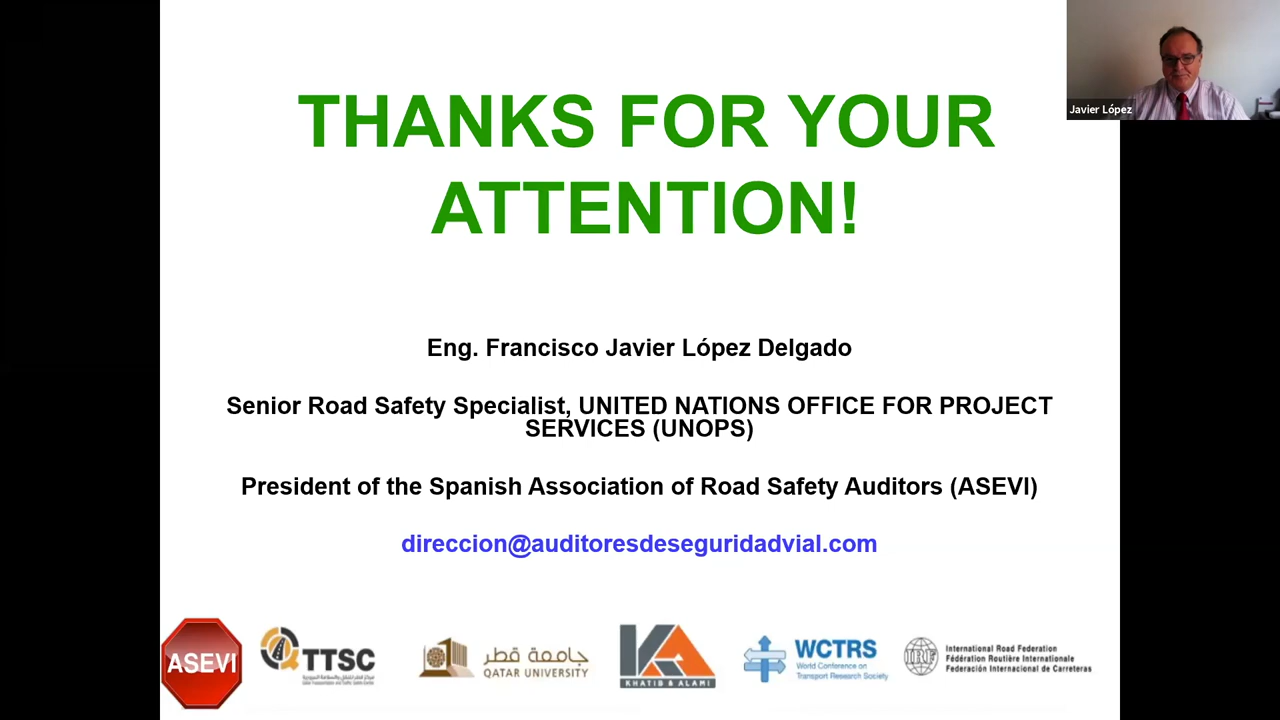 THANKS FOR YOUR
ATTENTION!
Javier López
Eng. Francisco Javier López Delgado
Senior Road Safety Specialist, UNITED NATIONS OFFICE FOR PROJECT
SERVICES (UNOPS)
President of the Spanish Association of Road Safety Auditors (ASEVI)
direccion@auditoresdeseguridadvial.com
ASEVI
QTTSC
جامعة قطر
QATAR UNIVERSITY
KA
KHATIB & ALAMI
WCTRS
World Conference on
Transport Research Society
IRF
International Road Federation
Fédération Routière Internationale
Federación Internacional de Carreteras